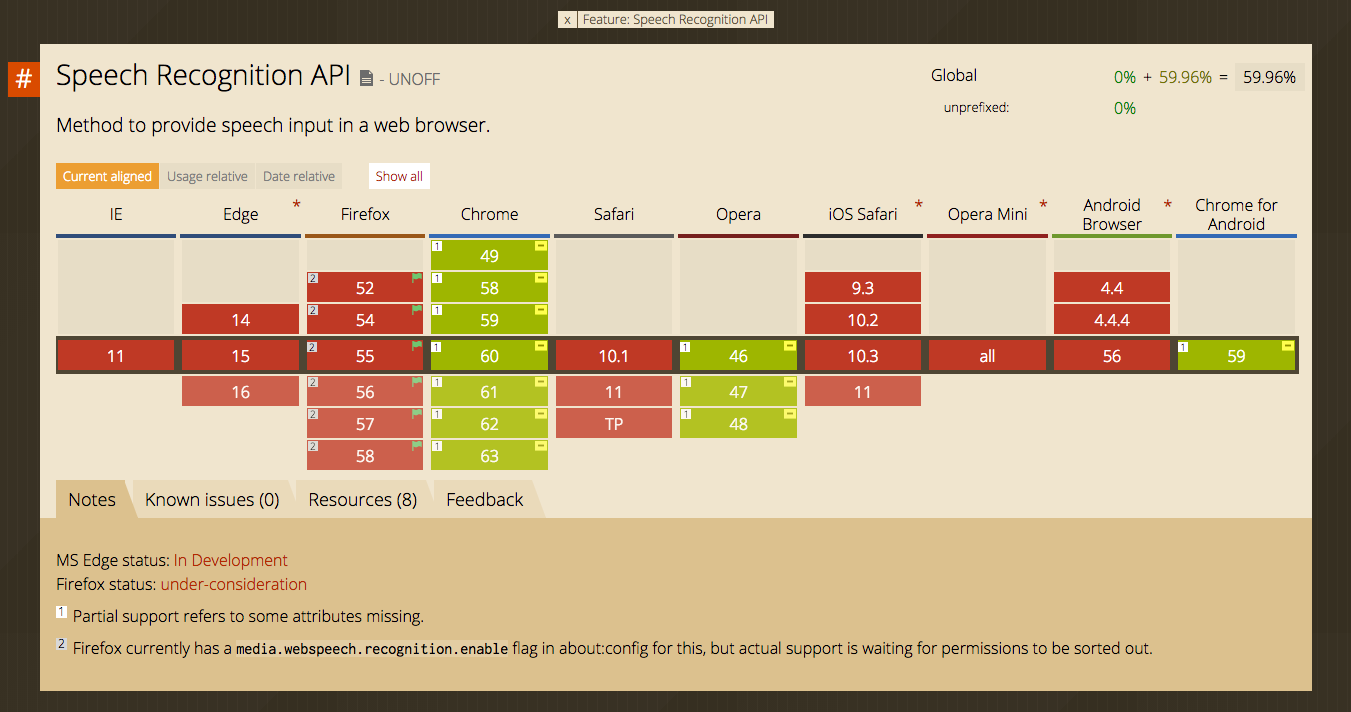 x Feature: Speech Recognition API
# Speech Recognition API - UNOFF
Global 0% + 59.96% = 59.96%
unprefixed: 0%
Method to provide speech input in a web browser.
Current aligned Usage relative Date relative Show all
IE Edge * Firefox Chrome Safari Opera iOS Safari * Opera Mini * Android Browser * Chrome for Android
1 49
2 52 1 58 9.3 4.4
14 2 54 1 59 10.2 4.4.4
11 15 2 55 1 60 10.1 1 46 10.3 all 56 1 59
16 2 56 1 61 11 1 47 11
2 57 1 62 TP 1 48
2 58 1 63
Notes Known issues (0) Resources (8) Feedback
MS Edge status: In Development
Firefox status: under-consideration
1 Partial support refers to some attributes missing.
2 Firefox currently has a media.webspeech.recognition.enable flag in about:config for this, but actual support is waiting for permissions to be sorted out.